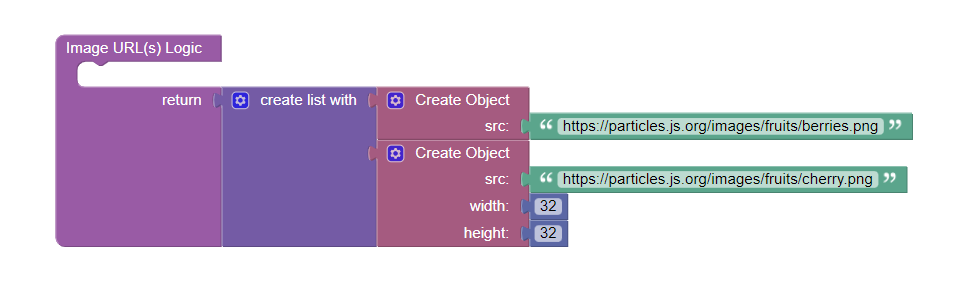 Image URL(s) Logic
return create list with Create Object
src: “ https://particles.js.org/images/fruits/berries.png ”
Create Object
src: “ https://particles.js.org/images/fruits/cherry.png ”
width: 32
height: 32